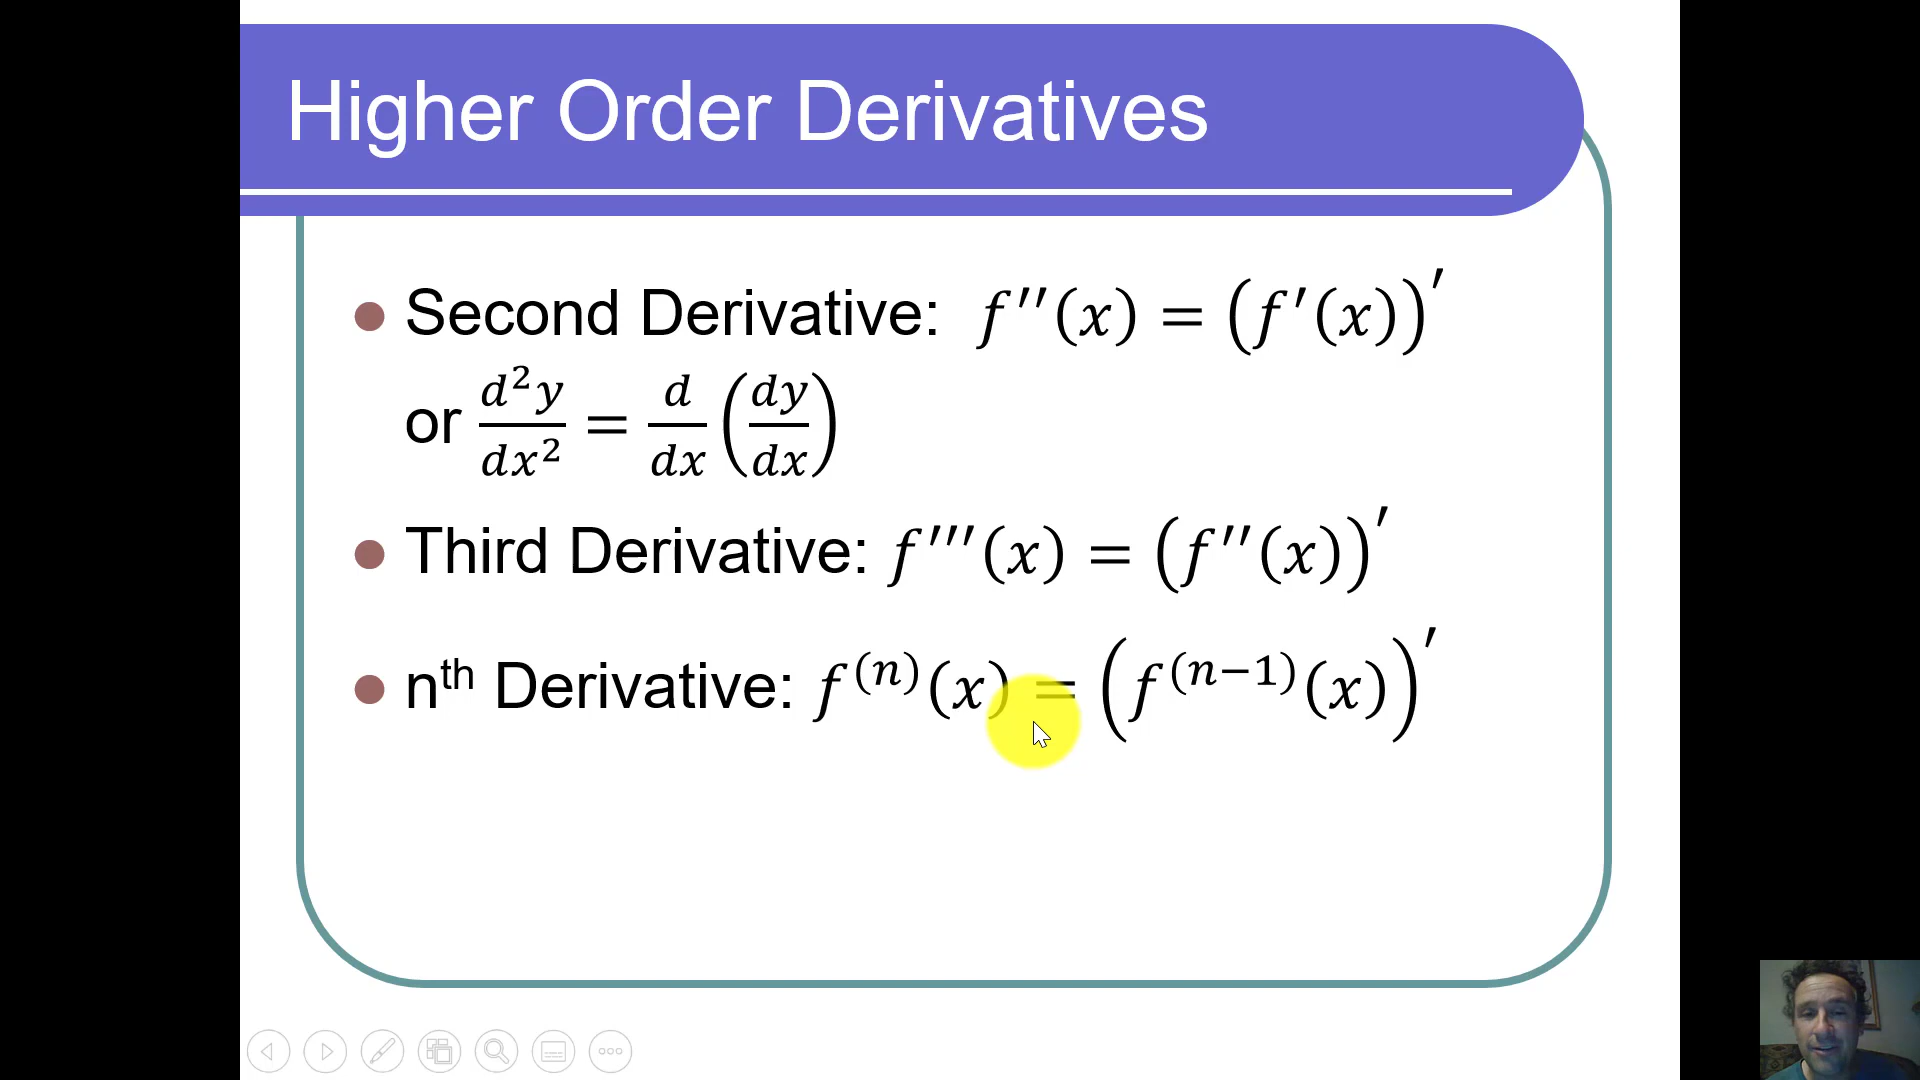 Higher Order Derivatives
Second Derivative: f′′(x) = (f′(x))′
or d²y/dx² = d/dx (dy/dx)
Third Derivative: f′′′(x) = (f′′(x))′
nᵗʰ Derivative: f⁽ⁿ⁾(x) = (f⁽ⁿ⁻¹⁾(x))′